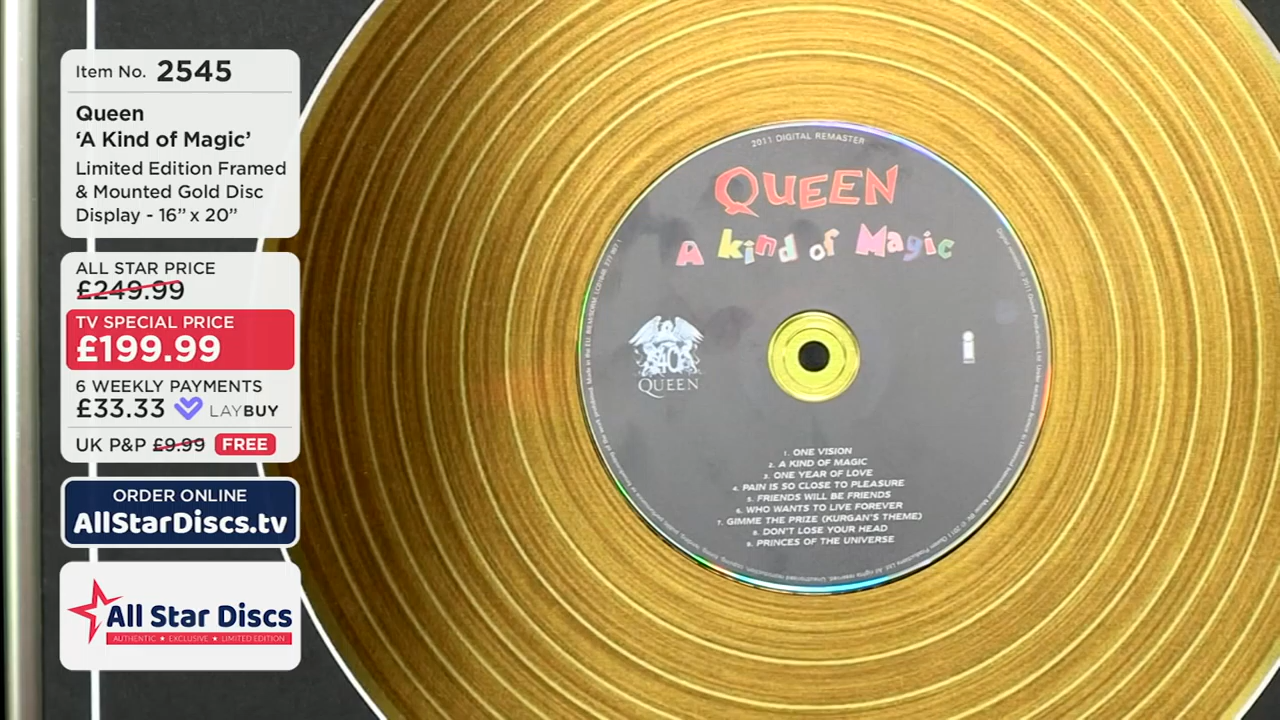 Item No. 2545
Queen
‘A Kind of Magic’
Limited Edition Framed
& Mounted Gold Disc
Display - 16” x 20”
ALL STAR PRICE
£249.99
TV SPECIAL PRICE
£199.99
6 WEEKLY PAYMENTS
£33.33 LAYBUY
UK P&P £9.99 FREE
ORDER ONLINE
AllStarDiscs.tv
All Star Discs
AUTHENTIC ★ EXCLUSIVE ★ LIMITED EDITION
2011 DIGITAL REMASTER
QUEEN
A kind of Magic
40
QUEEN
1. ONE VISION
2. A KIND OF MAGIC
3. ONE YEAR OF LOVE
4. PAIN IS SO CLOSE TO PLEASURE
5. FRIENDS WILL BE FRIENDS
6. WHO WANTS TO LIVE FOREVER
7. GIMME THE PRIZE (KURGAN'S THEME)
8. DON'T LOSE YOUR HEAD
9. PRINCES OF THE UNIVERSE